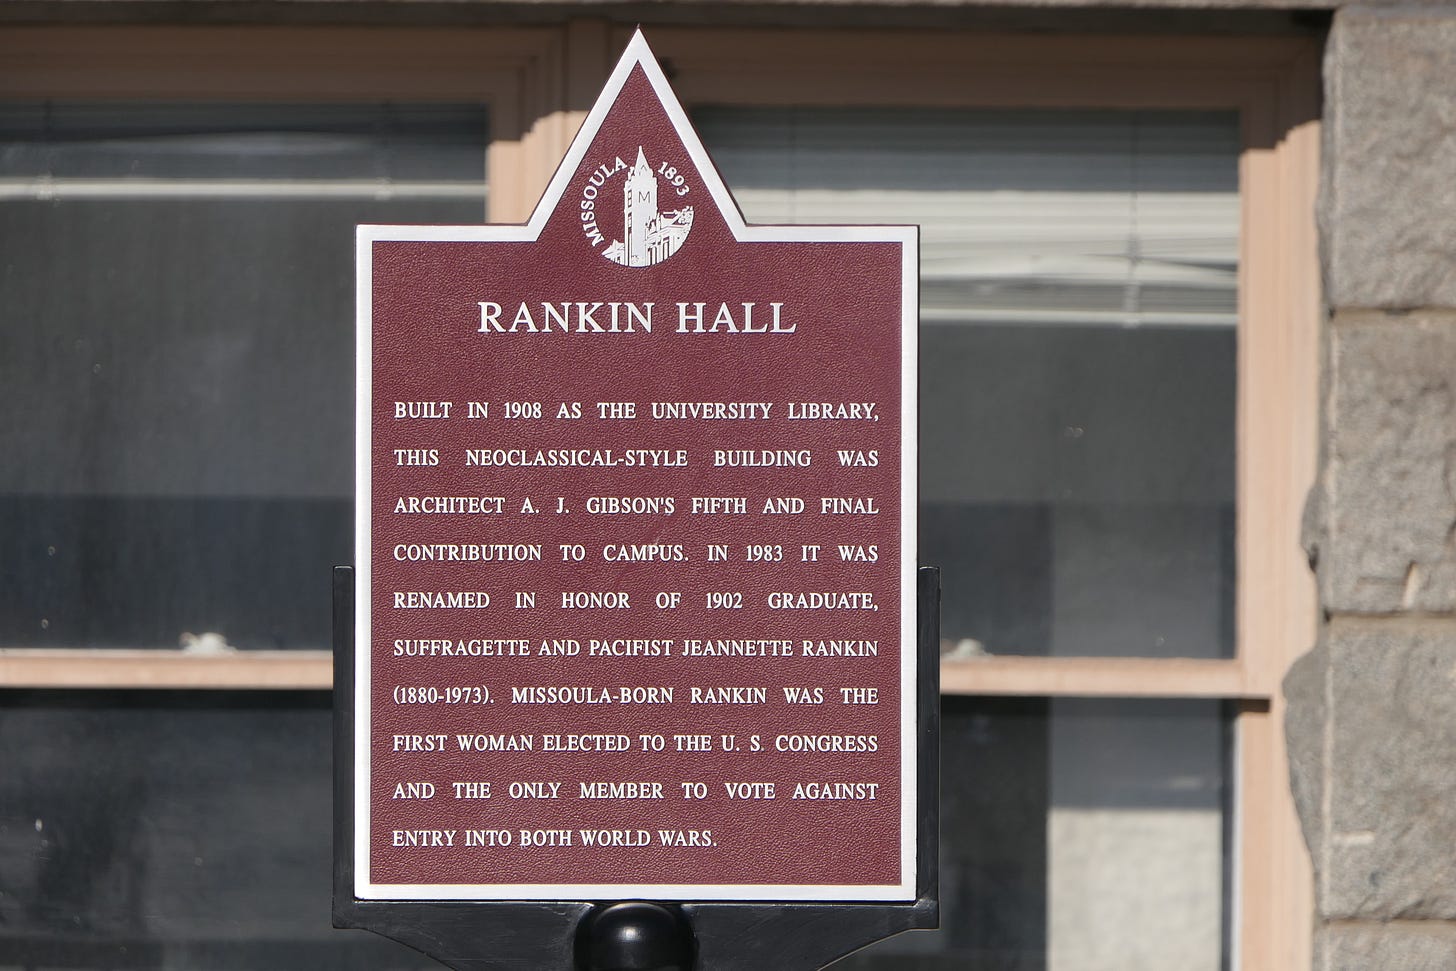 MISSOULA 1893
M
RANKIN HALL
BUILT IN 1908 AS THE UNIVERSITY LIBRARY,
THIS NEOCLASSICAL-STYLE BUILDING WAS
ARCHITECT A. J. GIBSON'S FIFTH AND FINAL
CONTRIBUTION TO CAMPUS. IN 1983 IT WAS
RENAMED IN HONOR OF 1902 GRADUATE,
SUFFRAGETTE AND PACIFIST JEANNETTE RANKIN
(1880-1973). MISSOULA-BORN RANKIN WAS THE
FIRST WOMAN ELECTED TO THE U. S. CONGRESS
AND THE ONLY MEMBER TO VOTE AGAINST
ENTRY INTO BOTH WORLD WARS.